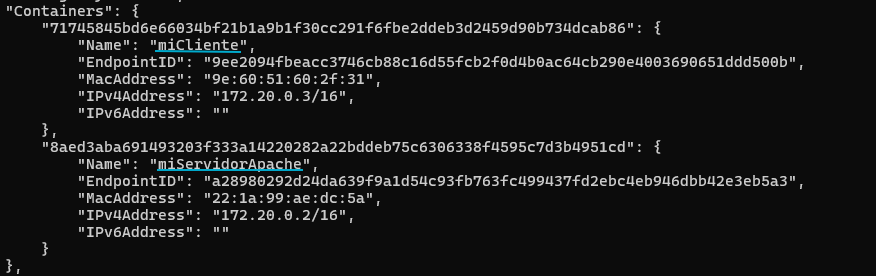 "Containers": {
    "71745845bd6e66034bf21b1a9b1f30cc291f6fbe2ddeb3d2459d90b734dcab86": {
        "Name": "miCliente",
        "EndpointID": "9ee2094fbeacc3746cb88c16d55fcb2f0d4b0ac64cb290e4003690651ddd500b",
        "MacAddress": "9e:60:51:60:2f:31",
        "IPv4Address": "172.20.0.3/16",
        "IPv6Address": ""
    },
    "8aed3aba691493203f333a14220282a22bddeb75c6306338f4595c7d3b4951cd": {
        "Name": "miServidorApache",
        "EndpointID": "a28980292d24da639f9a1d54c93fb763fc499437fd2ebc4eb946dbb42e3eb5a3",
        "MacAddress": "22:1a:99:ae:dc:5a",
        "IPv4Address": "172.20.0.2/16",
        "IPv6Address": ""
    }
},